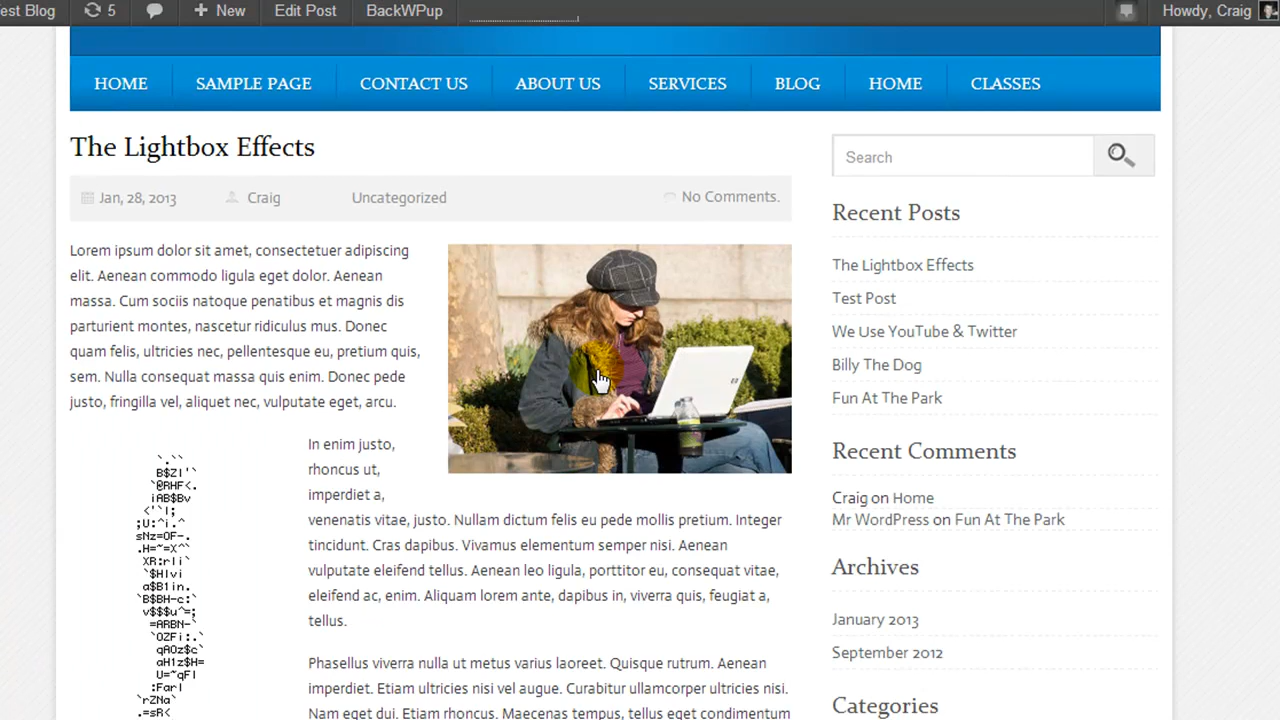 est Blog 5 New Edit Post BackWPup Howdy, Craig
HOME SAMPLE PAGE CONTACT US ABOUT US SERVICES BLOG HOME CLASSES
The Lightbox Effects
Jan, 28, 2013 Craig Uncategorized No Comments.
Lorem ipsum dolor sit amet, consectetuer adipiscing
elit. Aenean commodo ligula eget dolor. Aenean
massa. Cum sociis natoque penatibus et magnis dis
parturient montes, nascetur ridiculus mus. Donec
quam felis, ultricies nec, pellentesque eu, pretium quis,
sem. Nulla consequat massa quis enim. Donec pede
justo, fringilla vel, aliquet nec, vulputate eget, arcu.
In enim justo,
rhoncus ut,
imperdiet a,
venenatis vitae, justo. Nullam dictum felis eu pede mollis pretium. Integer
tincidunt. Cras dapibus. Vivamus elementum semper nisi. Aenean
vulputate eleifend tellus. Aenean leo ligula, porttitor eu, consequat vitae,
eleifend ac, enim. Aliquam lorem ante, dapibus in, viverra quis, feugiat a,
tellus.
Phasellus viverra nulla ut metus varius laoreet. Quisque rutrum. Aenean
imperdiet. Etiam ultricies nisi vel augue. Curabitur ullamcorper ultricies nisi.
Nam eget dui. Etiam rhoncus. Maecenas tempus, tellus eget condimentum
Search
Recent Posts
The Lightbox Effects
Test Post
We Use YouTube & Twitter
Billy The Dog
Fun At The Park
Recent Comments
Craig on Home
Mr WordPress on Fun At The Park
Archives
January 2013
September 2012
Categories